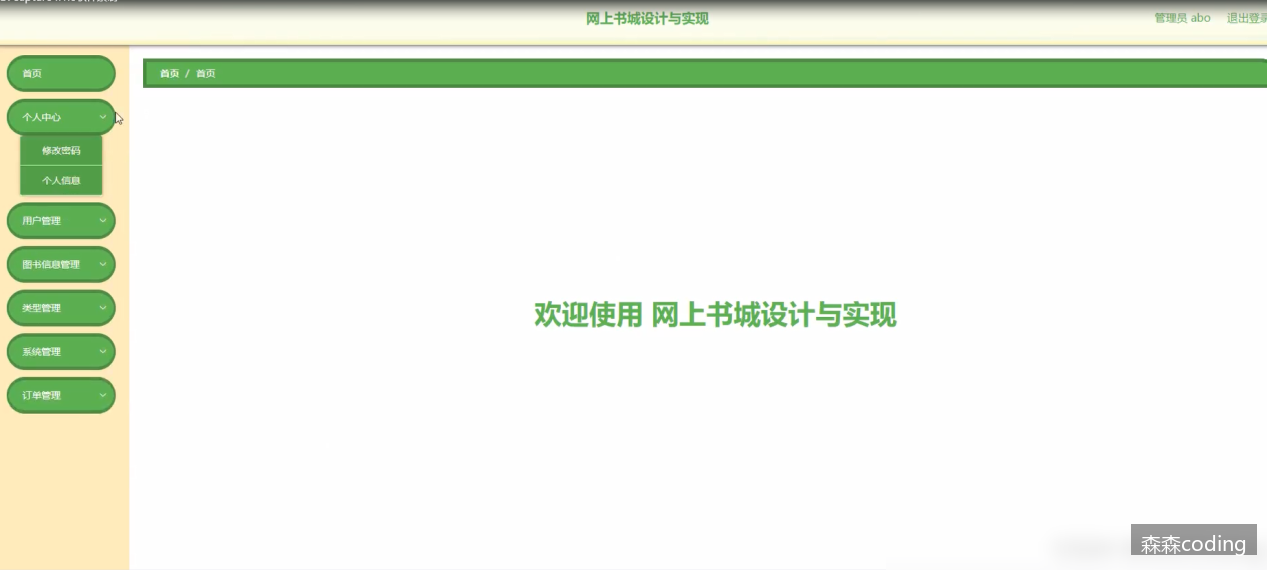 网上书城设计与实现
管理员 abo 退出登录
首页
首页 / 首页
个人中心
修改密码
个人信息
用户管理
图书信息管理
类型管理
系统管理
订单管理
欢迎使用 网上书城设计与实现
森森coding